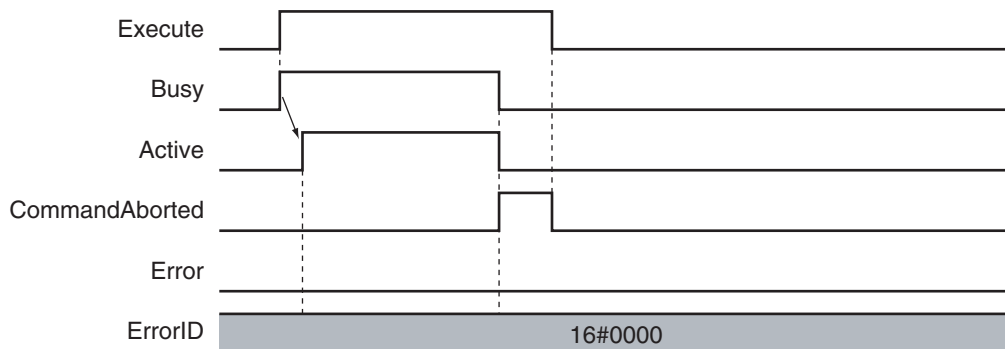 Execute
Busy
Active
CommandAborted
Error
ErrorID
16#0000